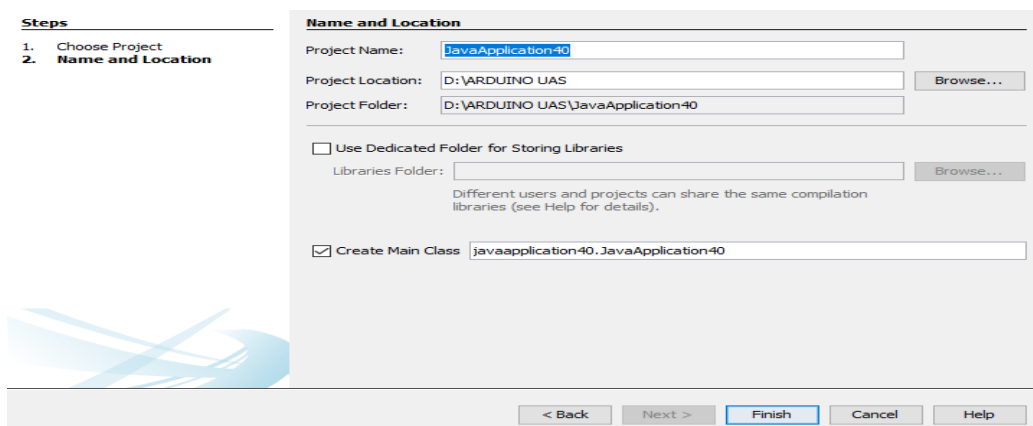 Steps
1. Choose Project
2. Name and Location
Name and Location
Project Name: JavaApplication40
Project Location: D:\ARDUINO UAS Browse...
Project Folder: D:\ARDUINO UAS\JavaApplication40
Use Dedicated Folder for Storing Libraries
Libraries Folder: Browse...
Different users and projects can share the same compilation
libraries (see Help for details).
Create Main Class javaapplication40.JavaApplication40
< Back Next > Finish Cancel Help